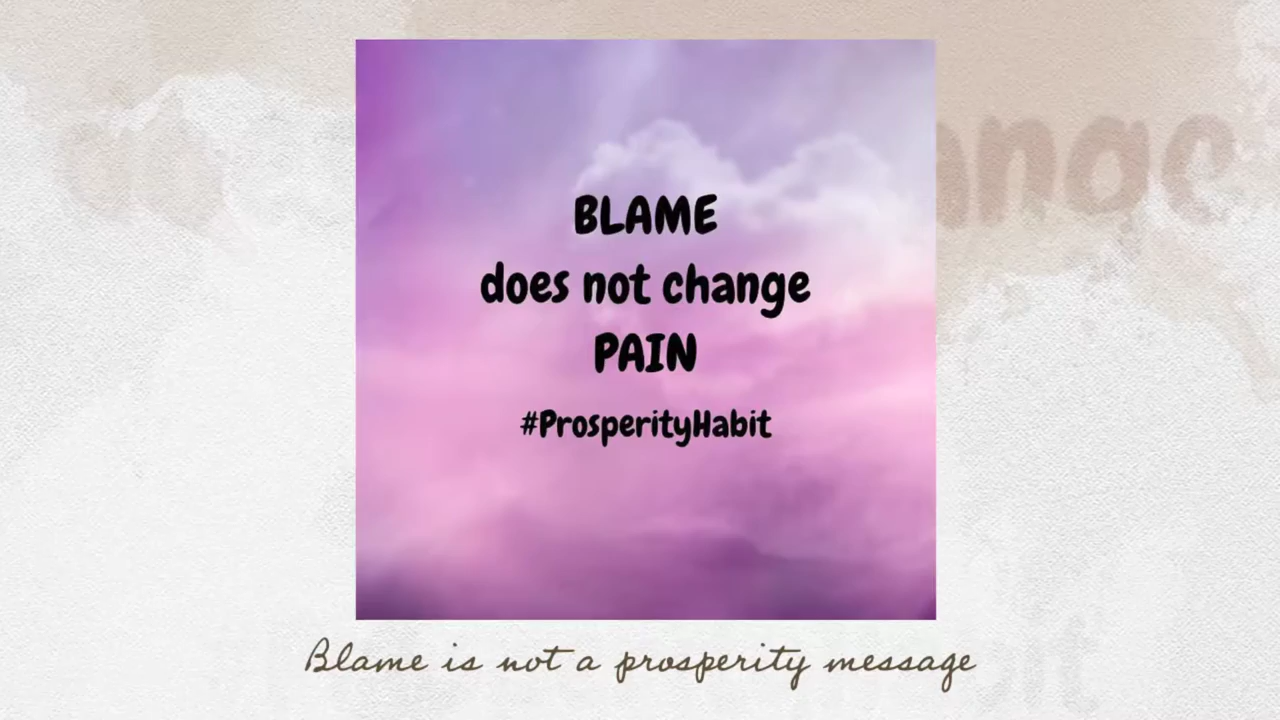 BLAME
does not change
PAIN
#ProsperityHabit
Blame is not a prosperity message